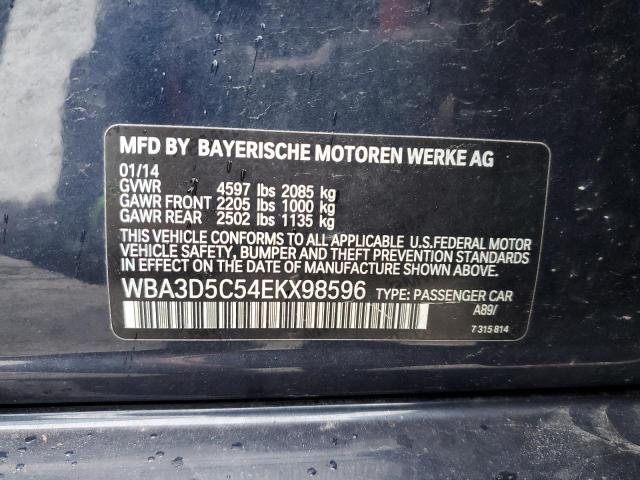 MFD BY BAYERISCHE MOTOREN WERKE AG
01/14
GVWR 4597 lbs 2085 kg
GAWR FRONT 2205 lbs 1000 kg
GAWR REAR 2502 lbs 1135 kg
THIS VEHICLE CONFORMS TO ALL APPLICABLE U.S.FEDERAL MOTOR
VEHICLE SAFETY, BUMPER AND THEFT PREVENTION STANDARDS
IN EFFECT ON THE DATE OF MANUFACTURE SHOWN ABOVE.
WBA3D5C54EKX98596 TYPE: PASSENGER CAR
A89/
7 315 814